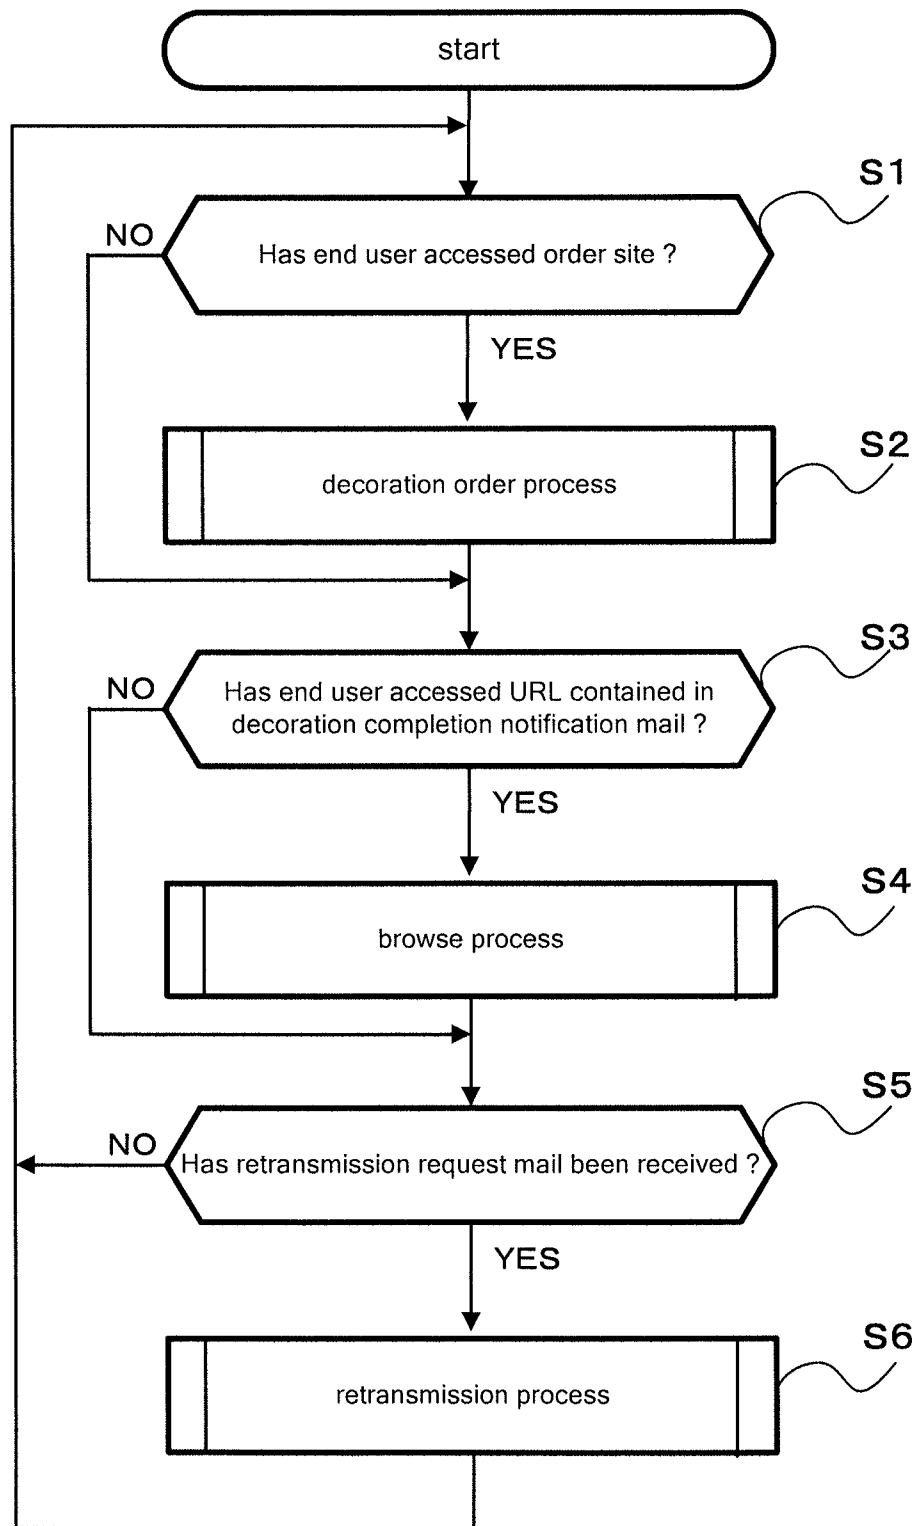 start
S1
NO
Has end user accessed order site ?
YES
S2
decoration order process
S3
NO
Has end user accessed URL contained in
decoration completion notification mail ?
YES
S4
browse process
S5
NO
Has retransmission request mail been received ?
YES
S6
retransmission process